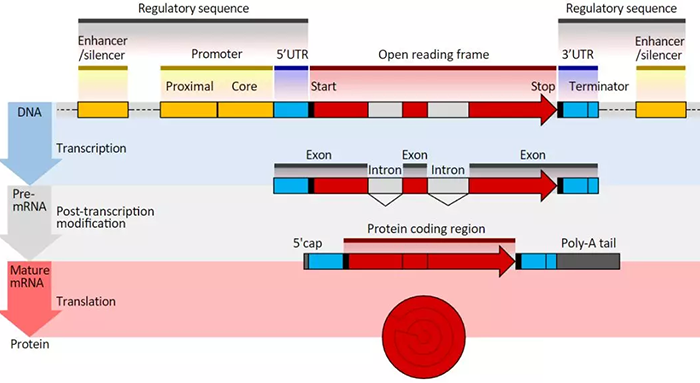 Regulatory sequence
Regulatory sequence
Enhancer
/silencer
Promoter
5'UTR
Open reading frame
3'UTR
Enhancer
/silencer
Proximal
Core
Start
Stop
Terminator
DNA
Transcription
Exon
Intron
Exon
Intron
Exon
Pre-
mRNA
Post-transcription
modification
5'cap
Protein coding region
Poly-A tail
Mature
mRNA
Translation
Protein